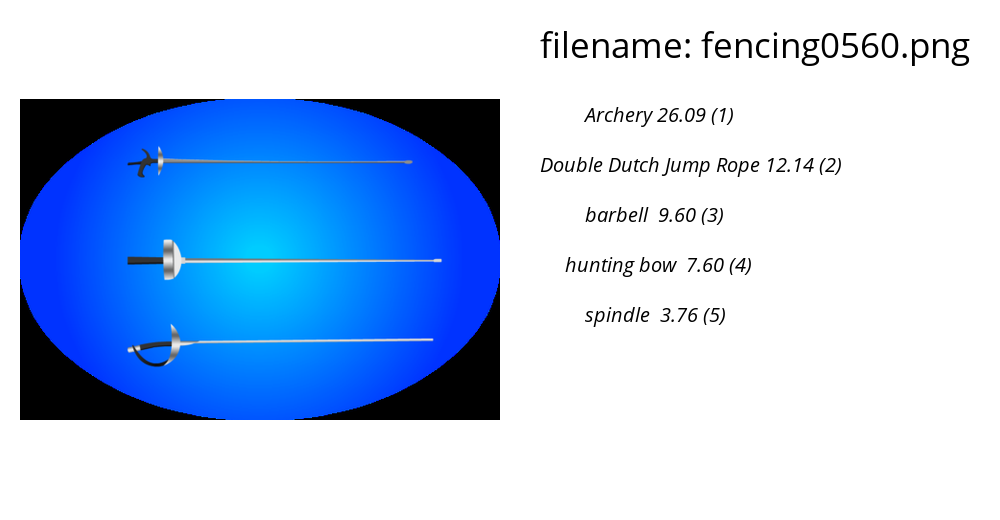 filename: fencing0560.png
Archery 26.09 (1)
Double Dutch Jump Rope 12.14 (2)
barbell 9.60 (3)
hunting bow 7.60 (4)
spindle 3.76 (5)